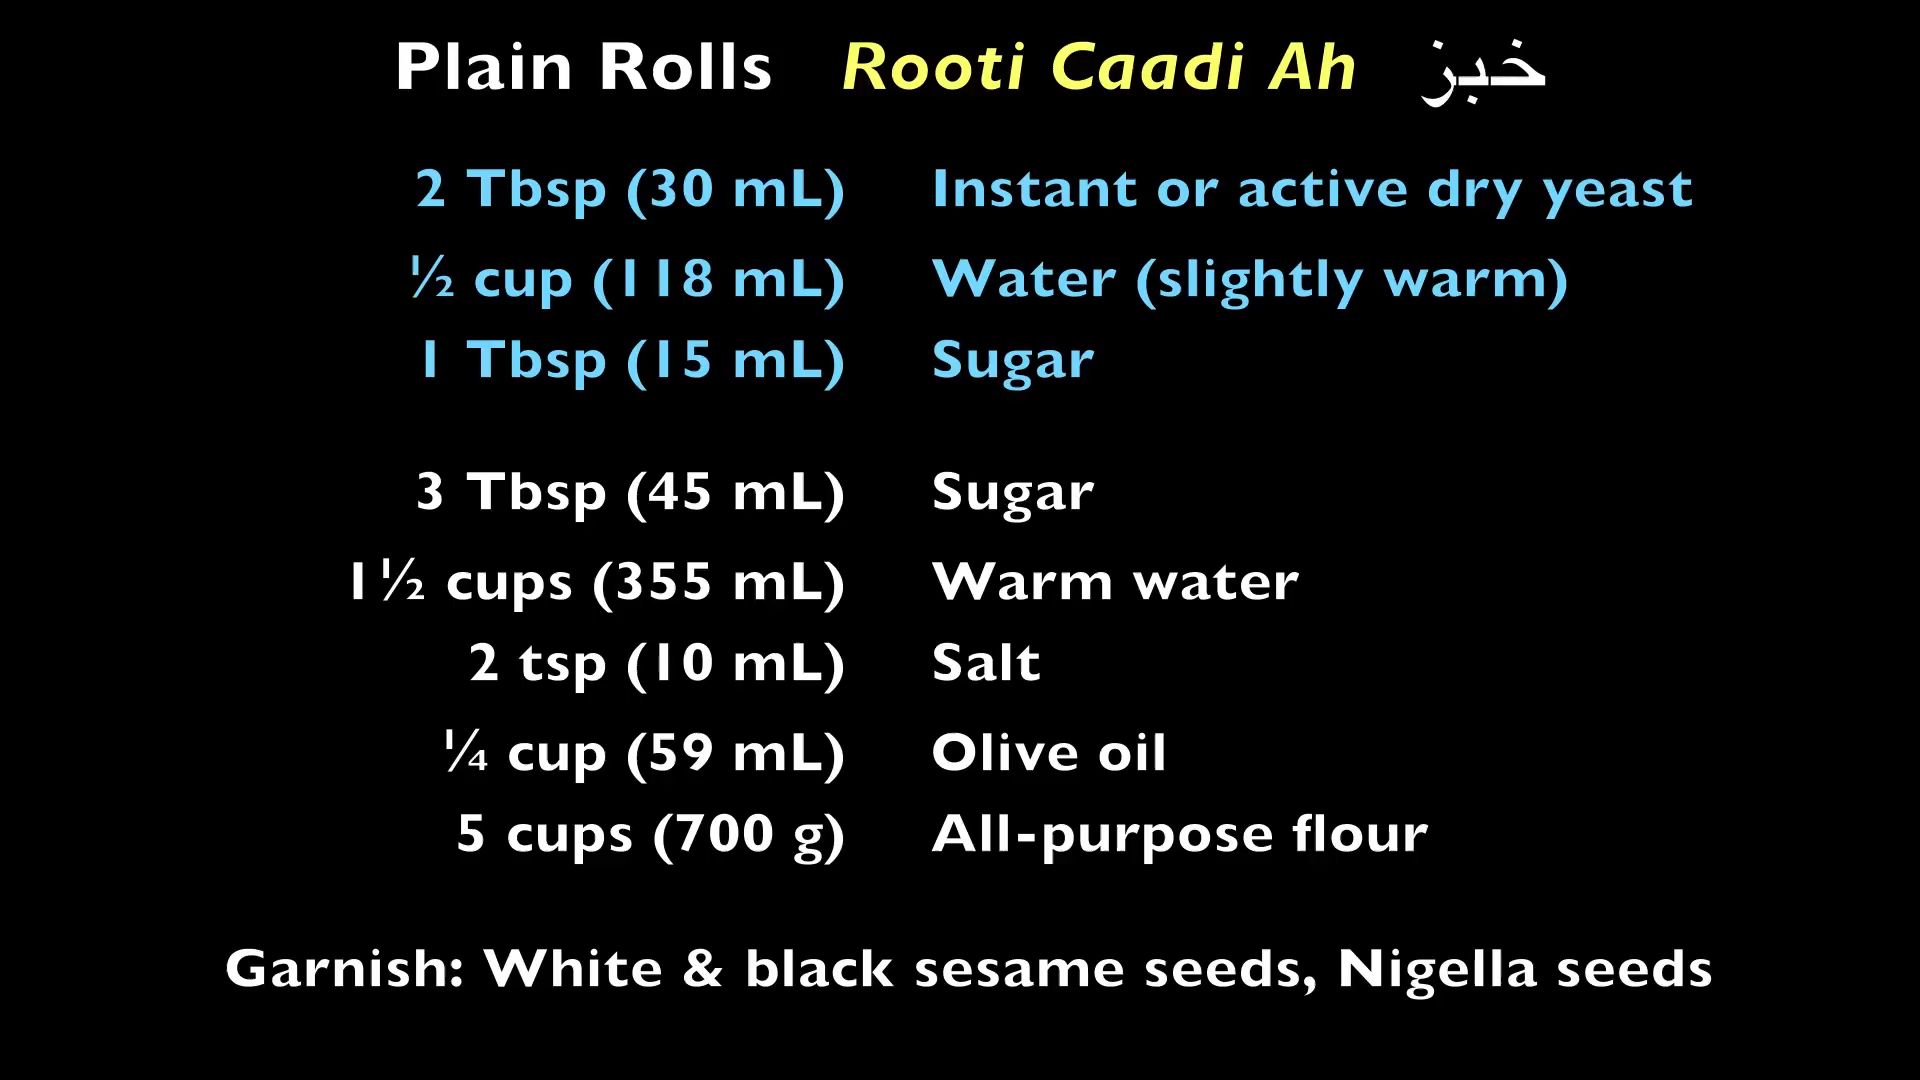 Plain Rolls Rooti Caadi Ah خبز
2 Tbsp (30 mL) Instant or active dry yeast
½ cup (118 mL) Water (slightly warm)
1 Tbsp (15 mL) Sugar
3 Tbsp (45 mL) Sugar
1½ cups (355 mL) Warm water
2 tsp (10 mL) Salt
¼ cup (59 mL) Olive oil
5 cups (700 g) All-purpose flour
Garnish: White & black sesame seeds, Nigella seeds